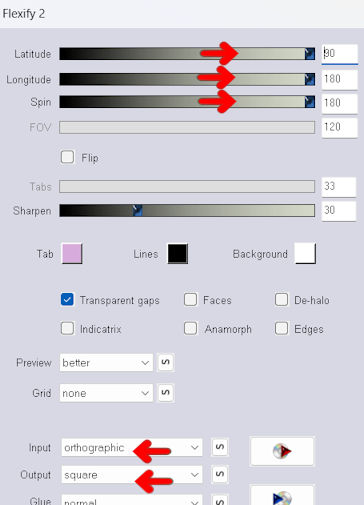 Flexify 2
Latitude 90
Longitude 180
Spin 180
FOV 120
Flip
Tabs 33
Sharpen 30
Tab Lines Background
Transparent gaps Faces De-halo
Indicatrix Anamorph Edges
Preview better S
Grid none S
Input orthographic S
Output square S
Glue normal